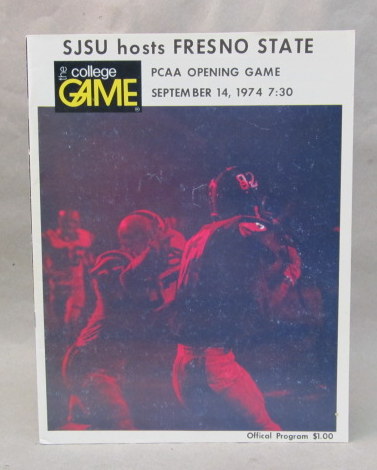 SJSU hosts FRESNO STATE
the college
GAME
PCAA OPENING GAME
SEPTEMBER 14, 1974 7:30
82
Offical Program $1.00